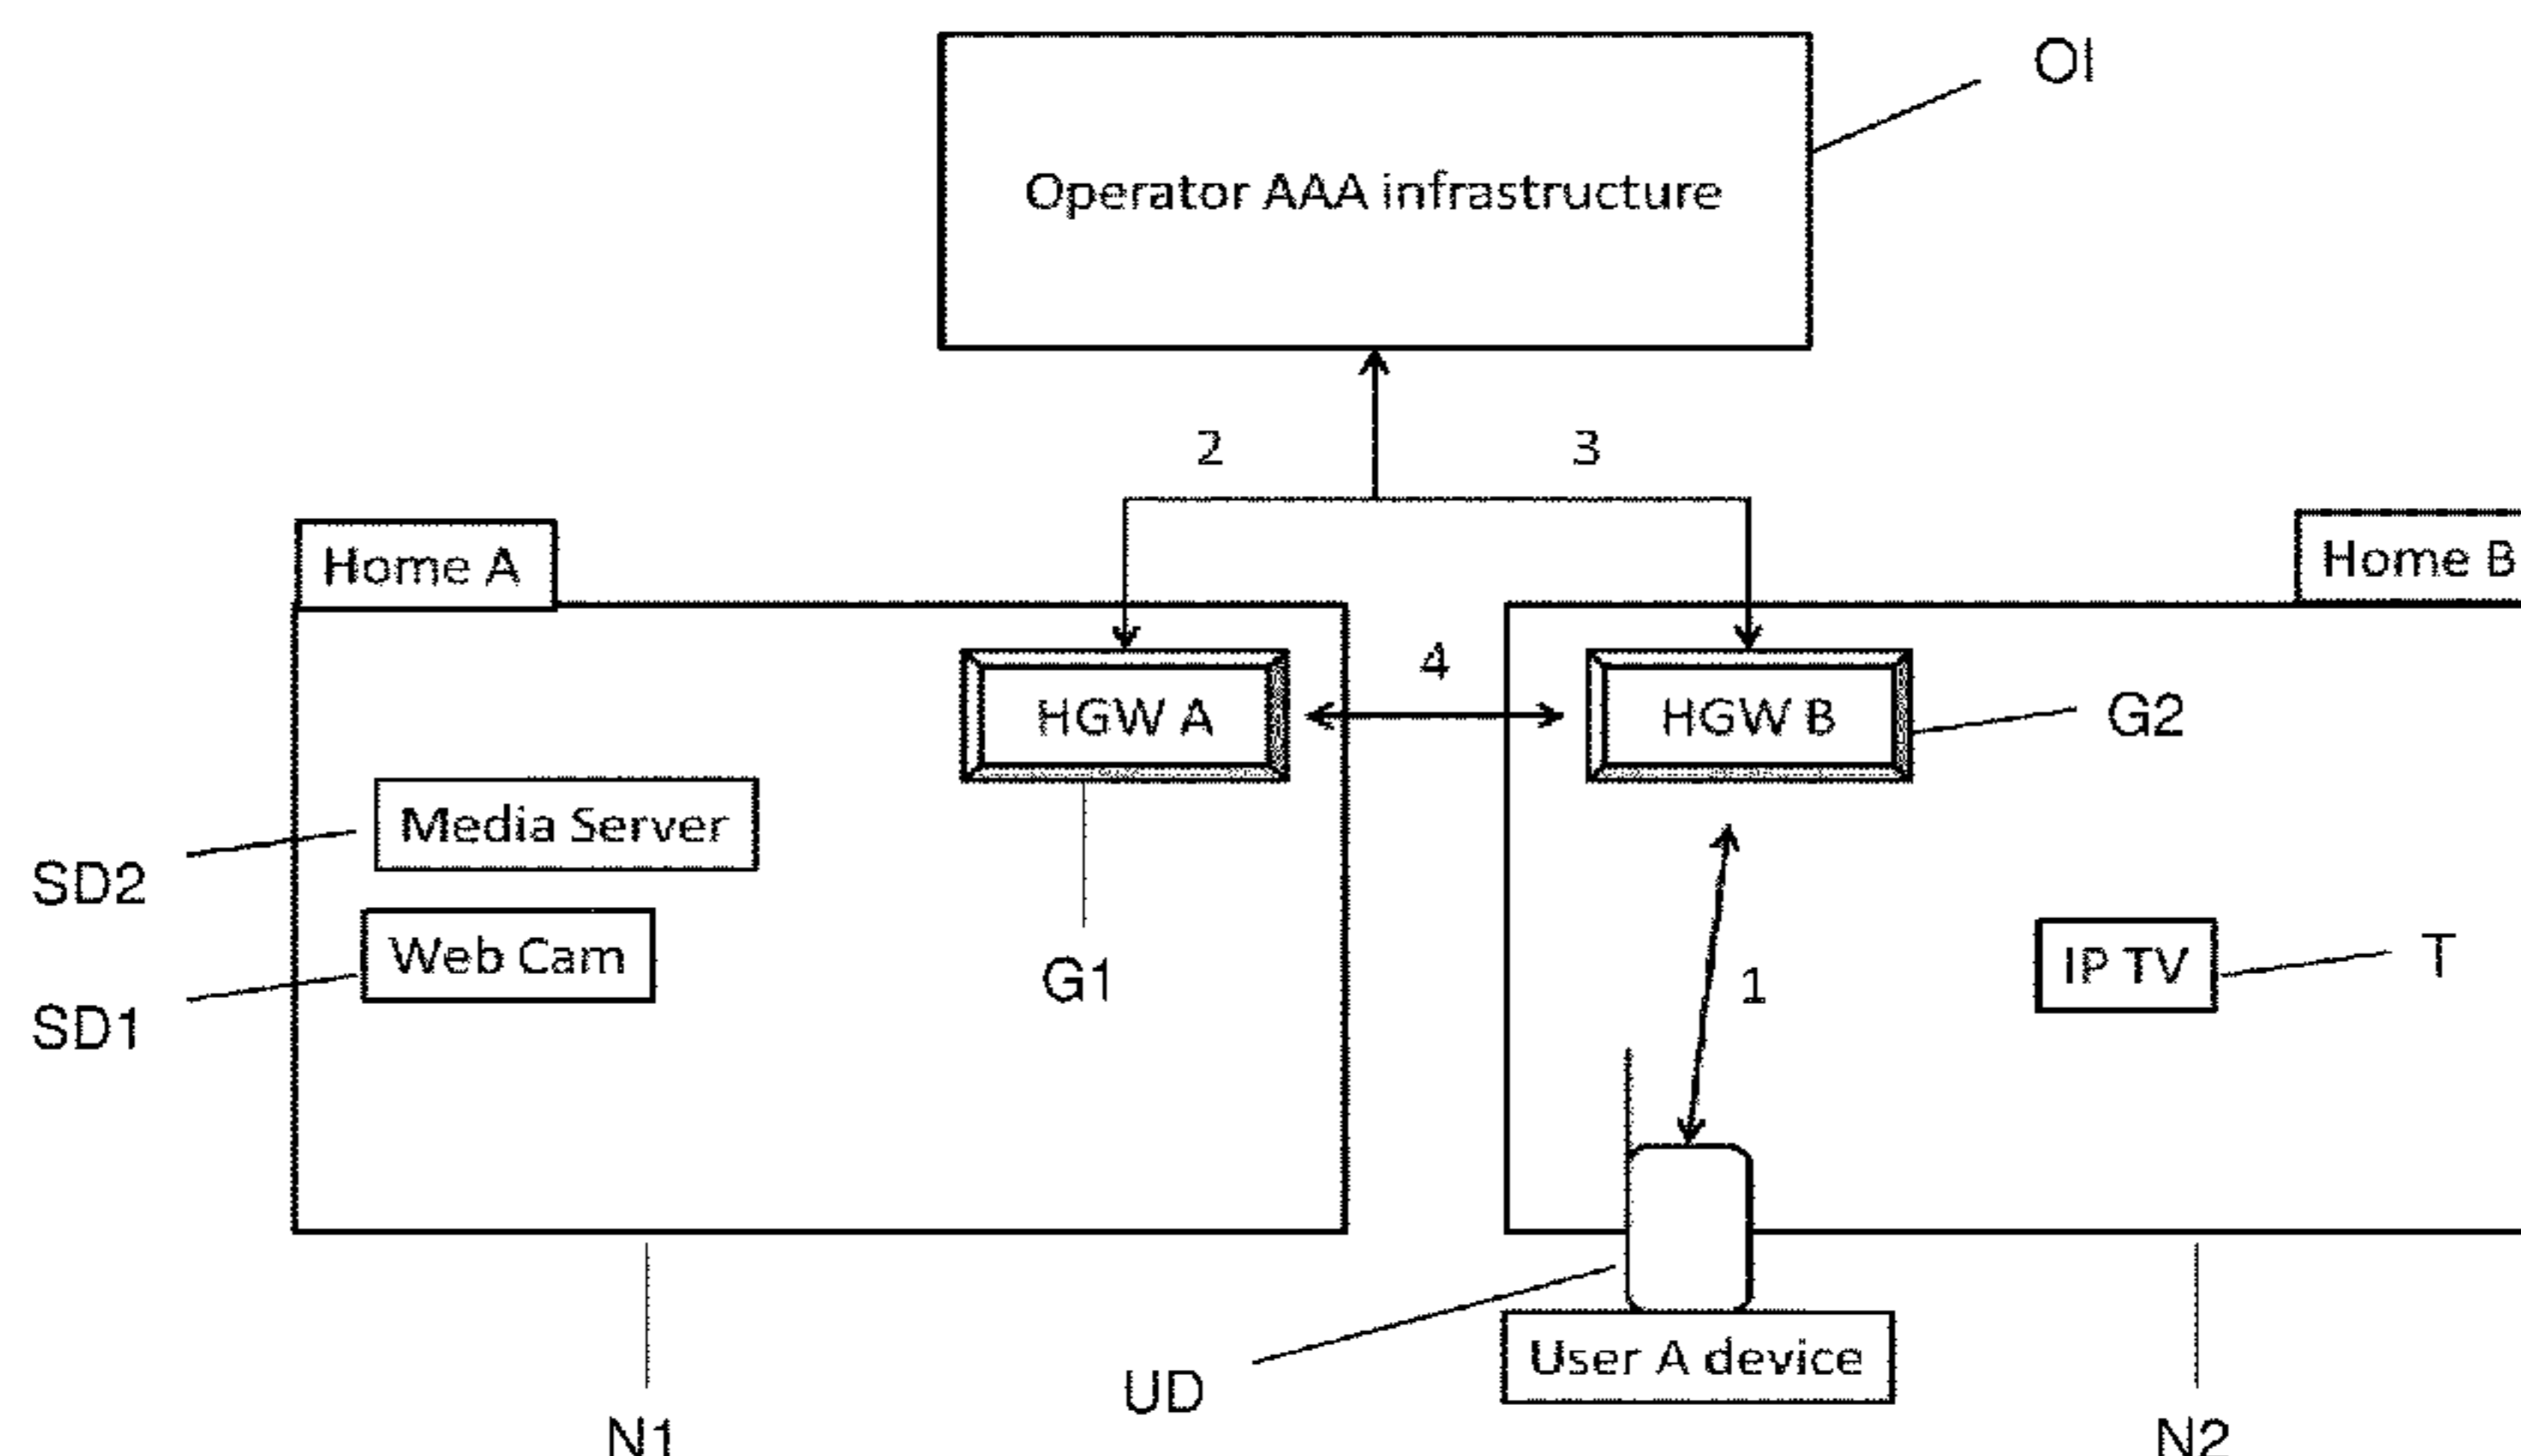 OI
Operator AAA infrastructure
2
3
Home A
Home B
4
HGW A
HGW B
G2
Media Server
SD2
Web Cam
IP TV
T
G1
1
SD1
User A device
UD
N1
N2